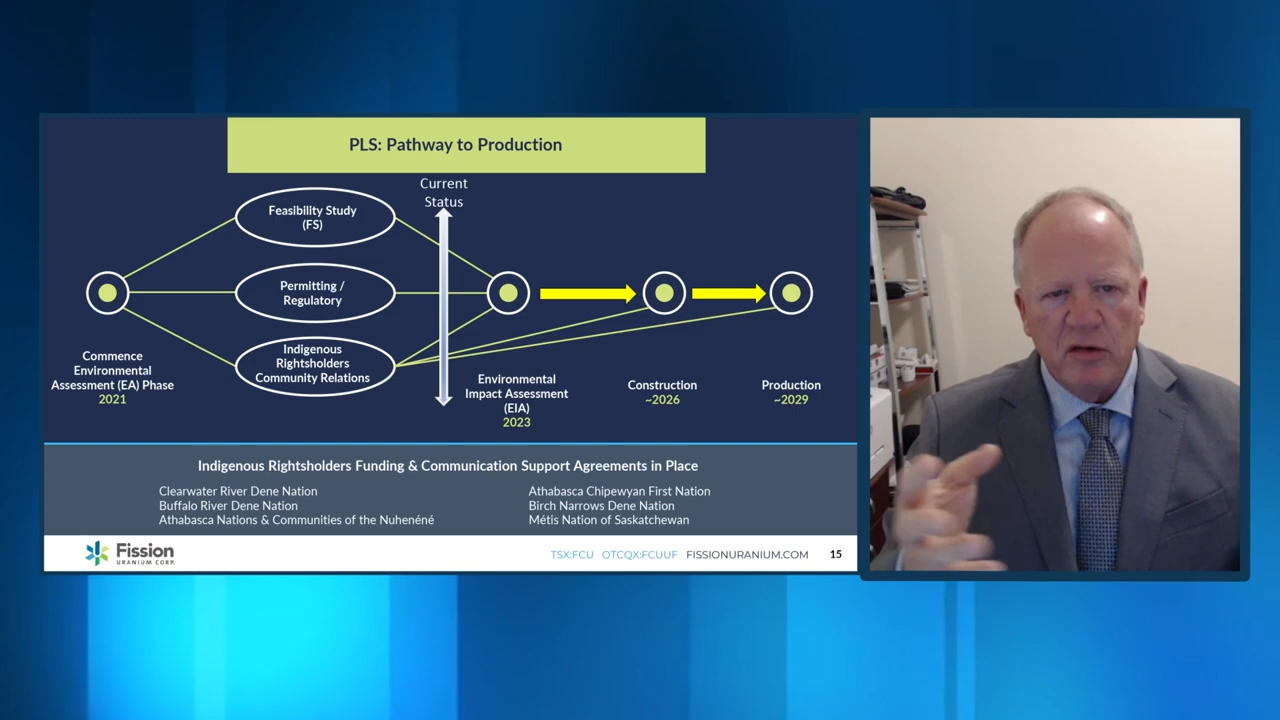 PLS: Pathway to Production
Current
Status
Feasibility Study
(FS)
Permitting /
Regulatory
Indigenous
Rightsholders
Community Relations
Commence
Environmental
Assessment (EA) Phase
2021
Environmental
Impact Assessment
(EIA)
2023
Construction
~2026
Production
~2029
Indigenous Rightsholders Funding & Communication Support Agreements in Place
Clearwater River Dene Nation
Buffalo River Dene Nation
Athabasca Nations & Communities of the Nuhenéné
Athabasca Chipewyan First Nation
Birch Narrows Dene Nation
Métis Nation of Saskatchewan
Fission
URANIUM CORP.
TSX:FCU OTCQX:FCUUF FISSIONURANIUM.COM 15